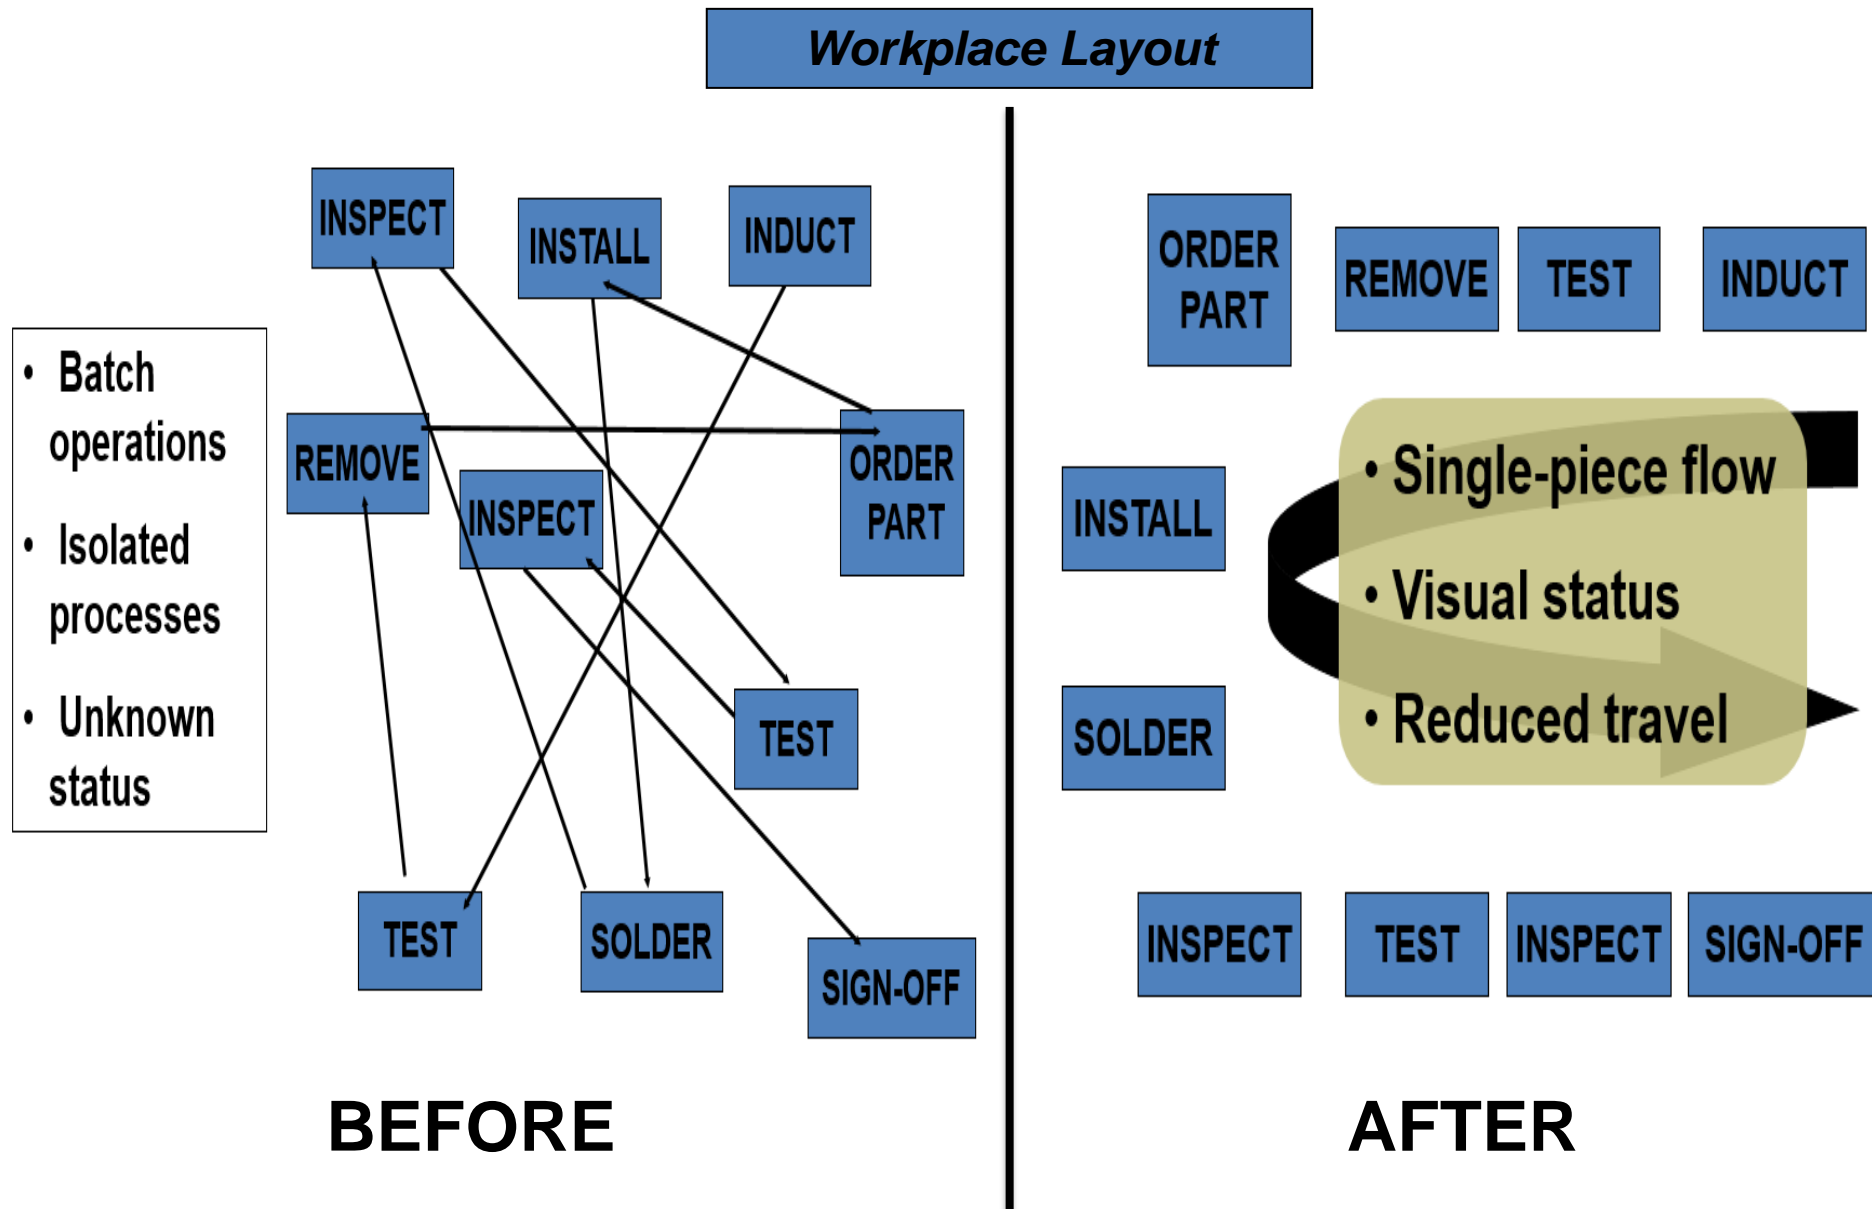 Workplace Layout
INSPECT
INSTALL
INDUCT
• Batch
operations
• Isolated
processes
• Unknown
status
REMOVE
INSPECT
ORDER
PART
TEST
TEST
SOLDER
SIGN-OFF
BEFORE
ORDER
PART
REMOVE
TEST
INDUCT
INSTALL
• Single-piece flow
• Visual status
• Reduced travel
SOLDER
INSPECT
TEST
INSPECT
SIGN-OFF
AFTER